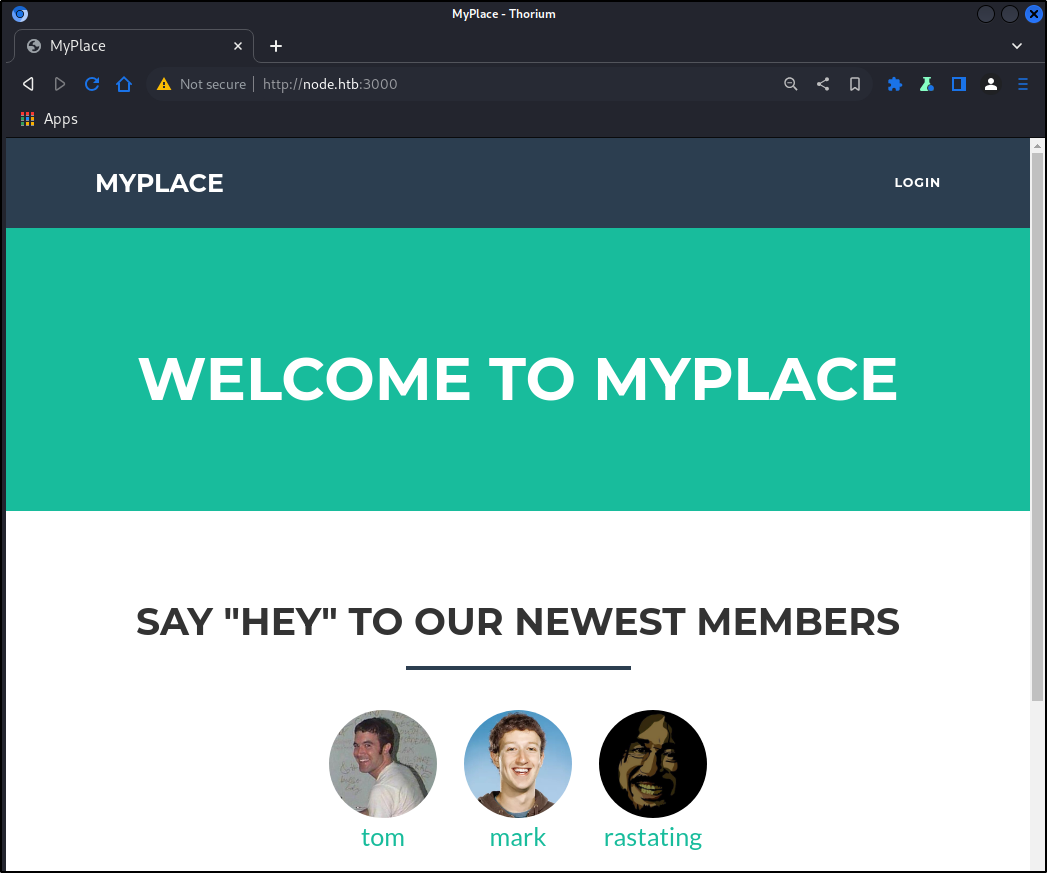 MyPlace - Thorium
MyPlace
Not secure http://node.htb:3000
Apps
MYPLACE LOGIN
WELCOME TO MYPLACE
SAY "HEY" TO OUR NEWEST MEMBERS
tom mark rastating